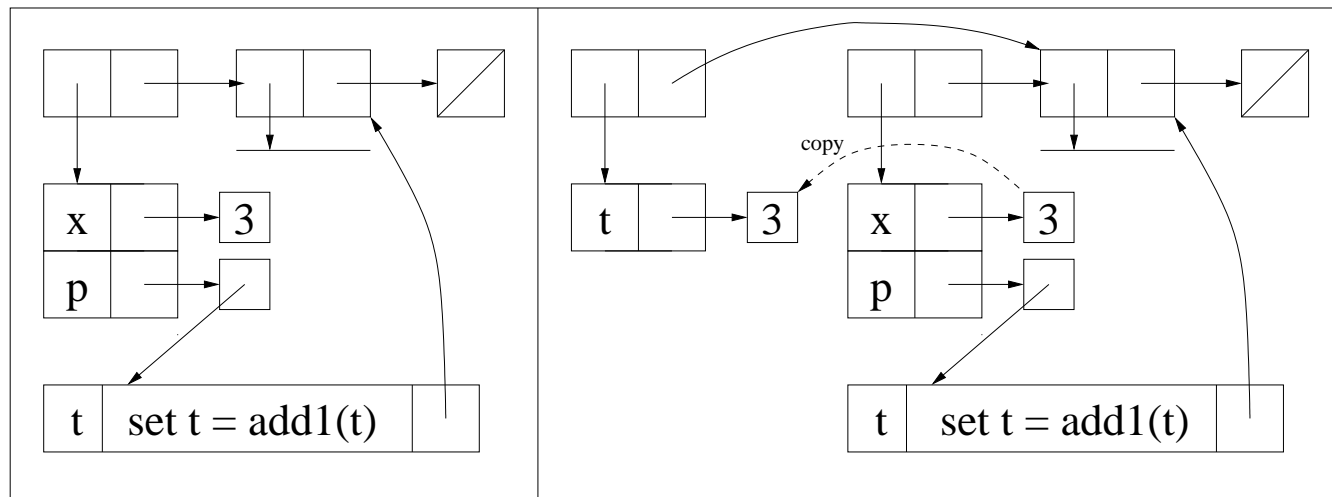 x
3
p
t
set t = add1(t)
copy
t
3
x
3
p
t
set t = add1(t)